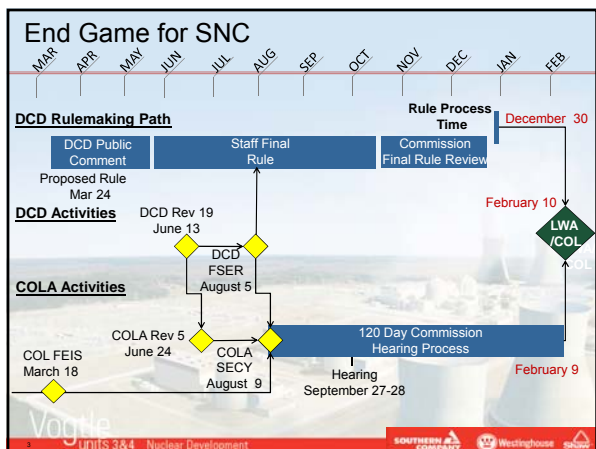 End Game for SNC
MAR APR MAY JUN JUL AUG SEP OCT NOV DEC JAN FEB
DCD Rulemaking Path
Rule Process
Time
December 30
DCD Public
Comment
Staff Final
Rule
Commission
Final Rule Review
Proposed Rule
Mar 24
February 10
DCD Activities
DCD Rev 19
June 13
LWA
/COL
DCD
FSER
August 5
COLA Activities
COLA Rev 5
June 24
COLA
SECY
August 9
120 Day Commission
Hearing Process
COL FEIS
March 18
Hearing
September 27-28
February 9
Vogtle
units 3&4 Nuclear Development
3
SOUTHERN
COMPANY
Westinghouse
SHAW